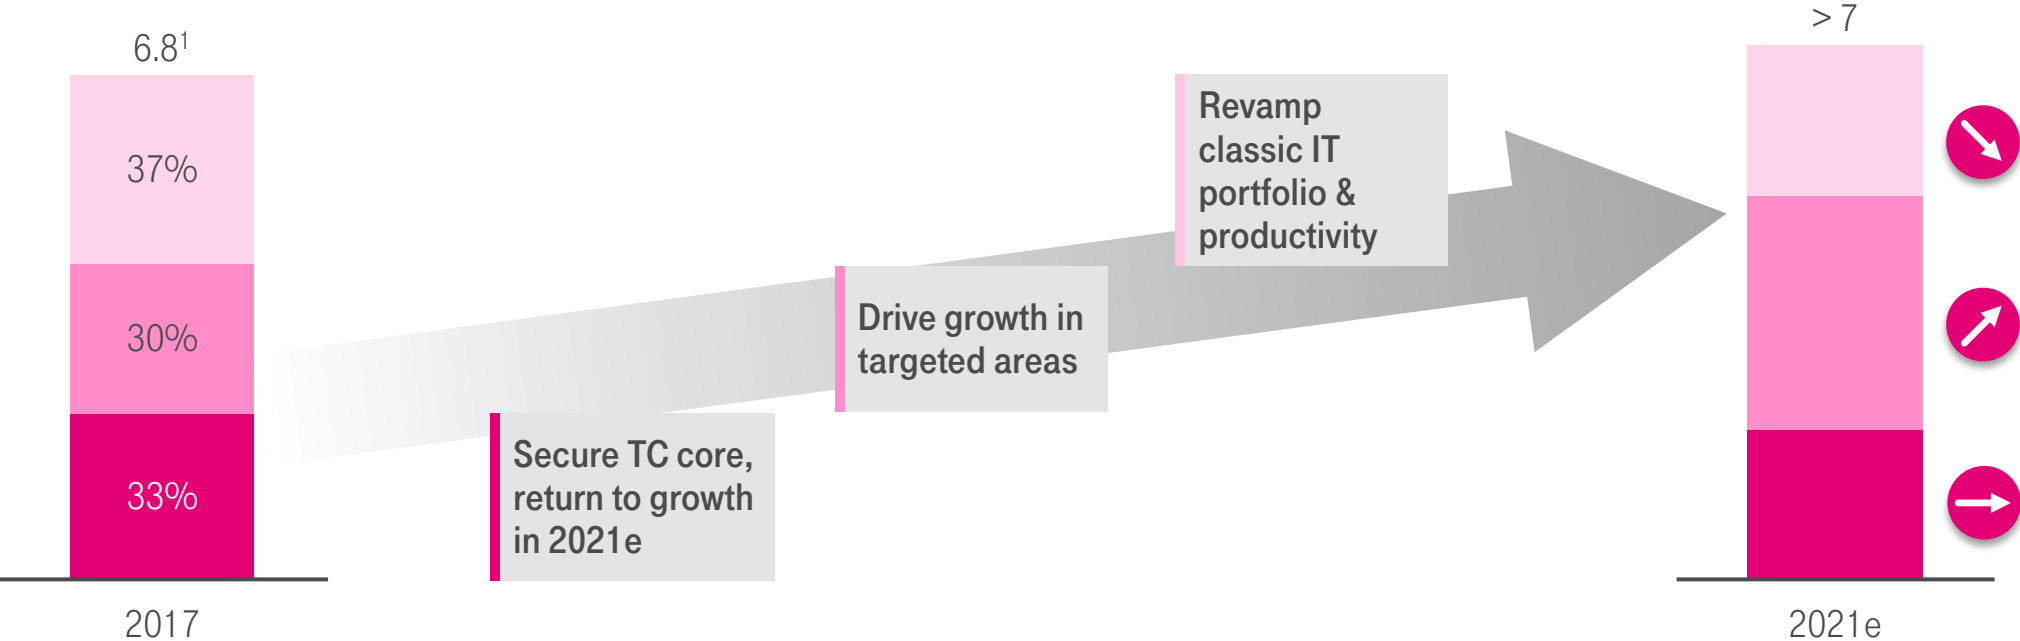 6.8¹
37%
30%
33%
2017
Secure TC core,
return to growth
in 2021e
Drive growth in
targeted areas
Revamp
classic IT
portfolio &
productivity
> 7
2021e